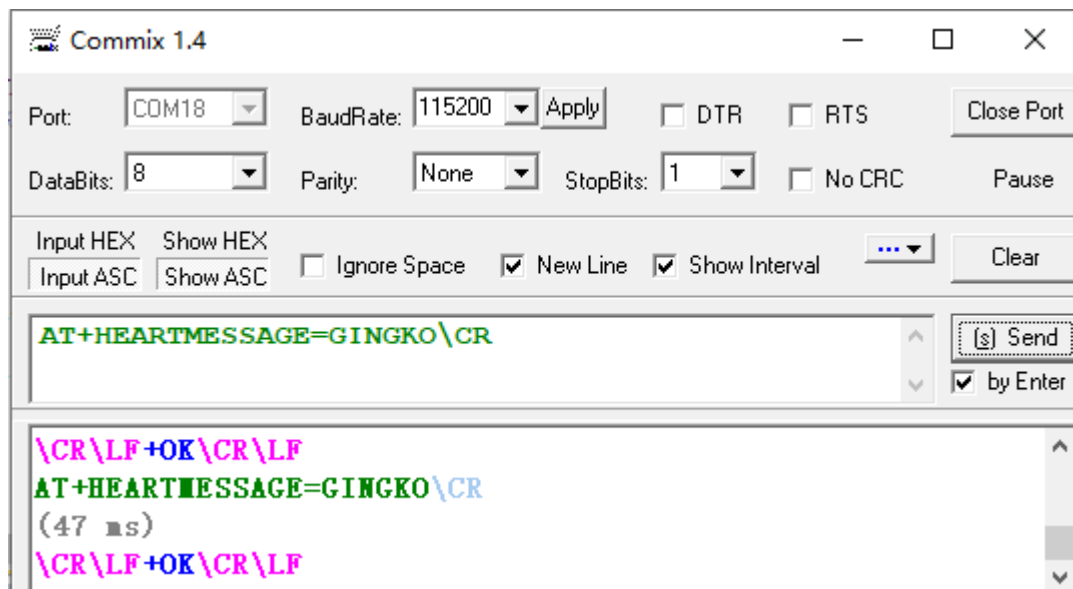 Commix 1.4
Port: COM18 BaudRate: 115200 Apply DTR RTS Close Port
DataBits: 8 Parity: None StopBits: 1 No CRC Pause
Input HEX Show HEX
Input ASC Show ASC Ignore Space New Line Show Interval ... Clear
AT+HEARTMESSAGE=GINGKO\CR (s) Send
by Enter
\CR\LF+OK\CR\LF
AT+HEARTMESSAGE=GINGKO\CR
(47 ms)
\CR\LF+OK\CR\LF